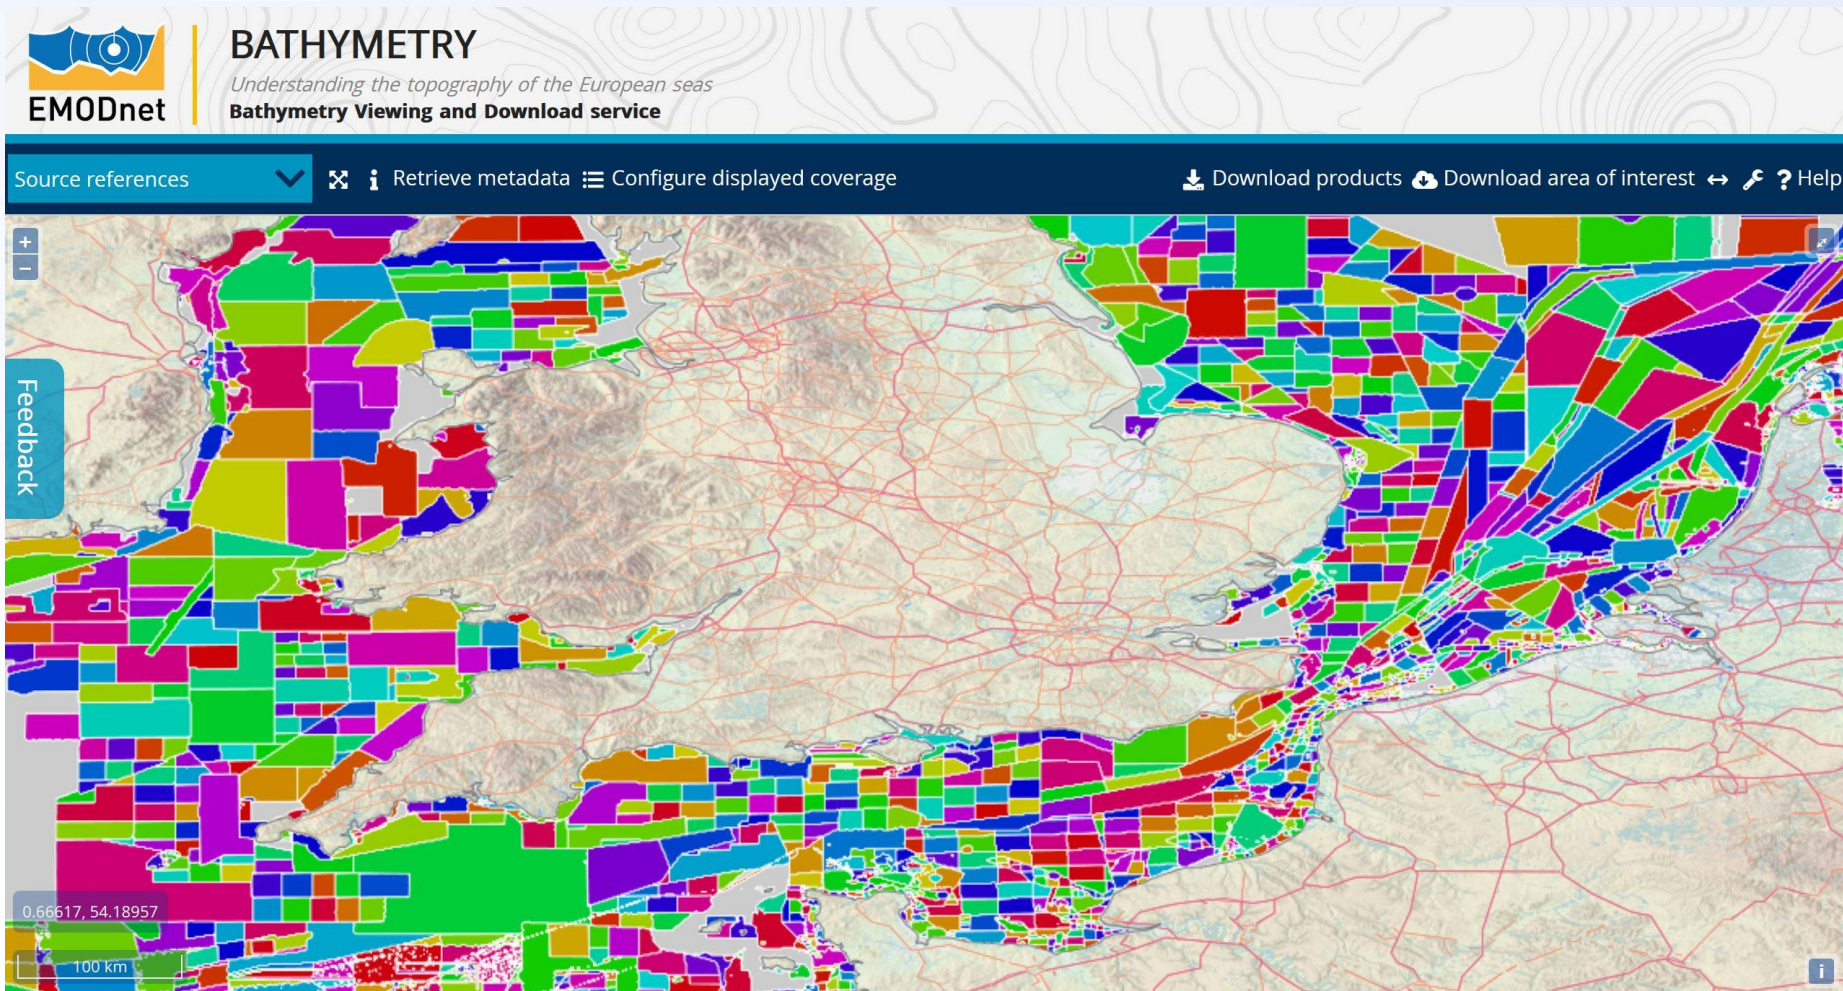 EMODnet
BATHYMETRY
Understanding the topography of the European seas
Bathymetry Viewing and Download service
Source references
Retrieve metadata
Configure displayed coverage
Download products
Download area of interest
? Help
+
−
Feedback
0.66617, 54.18957
100 km
i